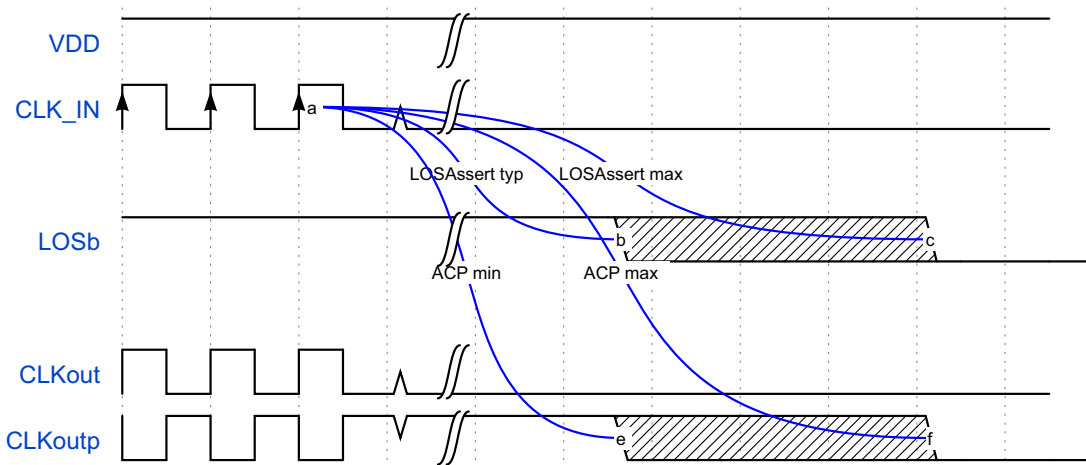 VDD
CLK_IN
a
LOSAssert typ
LOSAssert max
LOSb
b
c
ACP min
ACP max
CLKout
CLKoutp
e
f